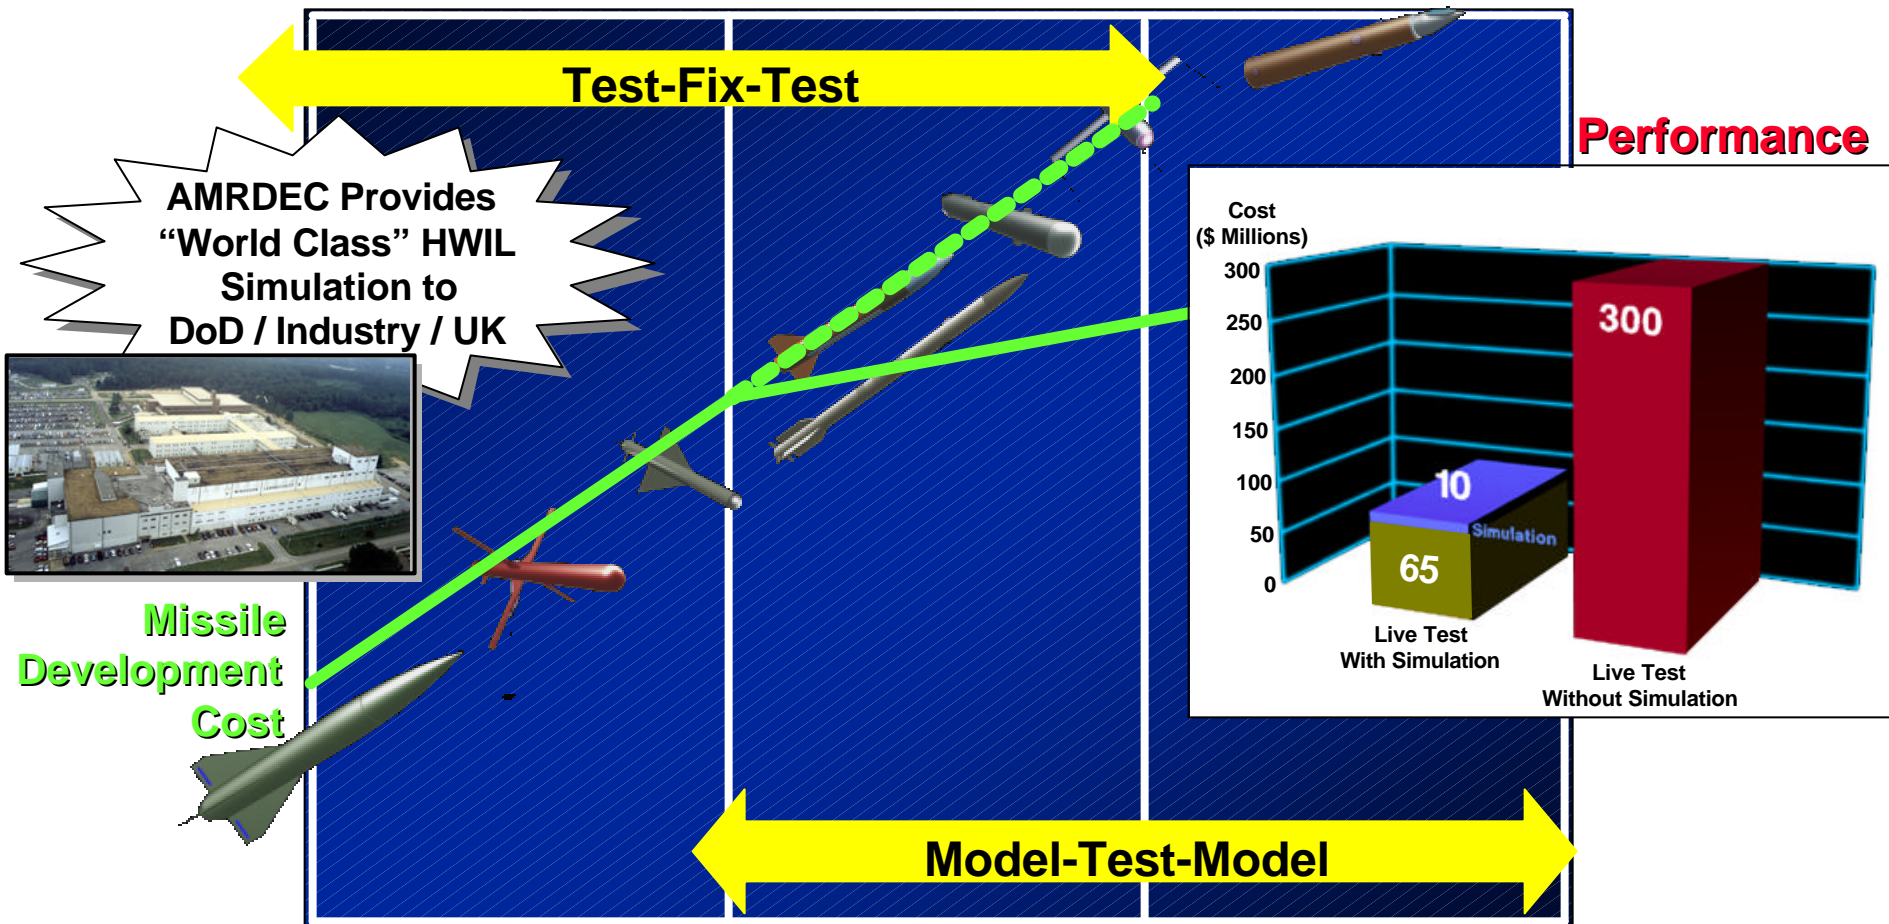 Test-Fix-Test
AMRDEC Provides
“World Class” HWIL
Simulation to
DoD / Industry / UK
Performance
Cost
($ Millions)
300
250
200
150
100
50
0
300
10
Simulation
65
Live Test
With Simulation
Live Test
Without Simulation
Missile
Development
Cost
Model-Test-Model